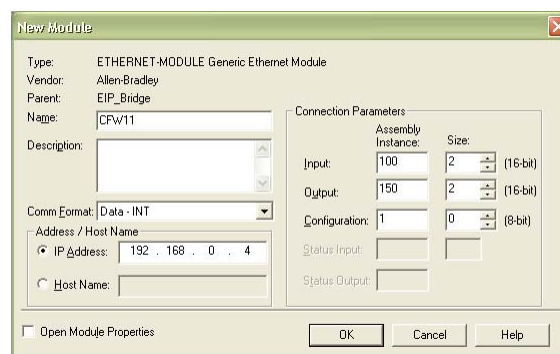 New Module
Type: ETHERNET-MODULE Generic Ethernet Module
Vendor: Allen-Bradley
Parent: EIP_Bridge
Name: CFW11
Description:
Comm Format: Data - INT
Address / Host Name
IP Address: 192 . 168 . 0 . 4
Host Name:
Connection Parameters
Assembly Instance: Size:
Input: 100 2 (16-bit)
Output: 150 2 (16-bit)
Configuration: 1 0 (8-bit)
Status Input:
Status Output:
Open Module Properties
OK Cancel Help